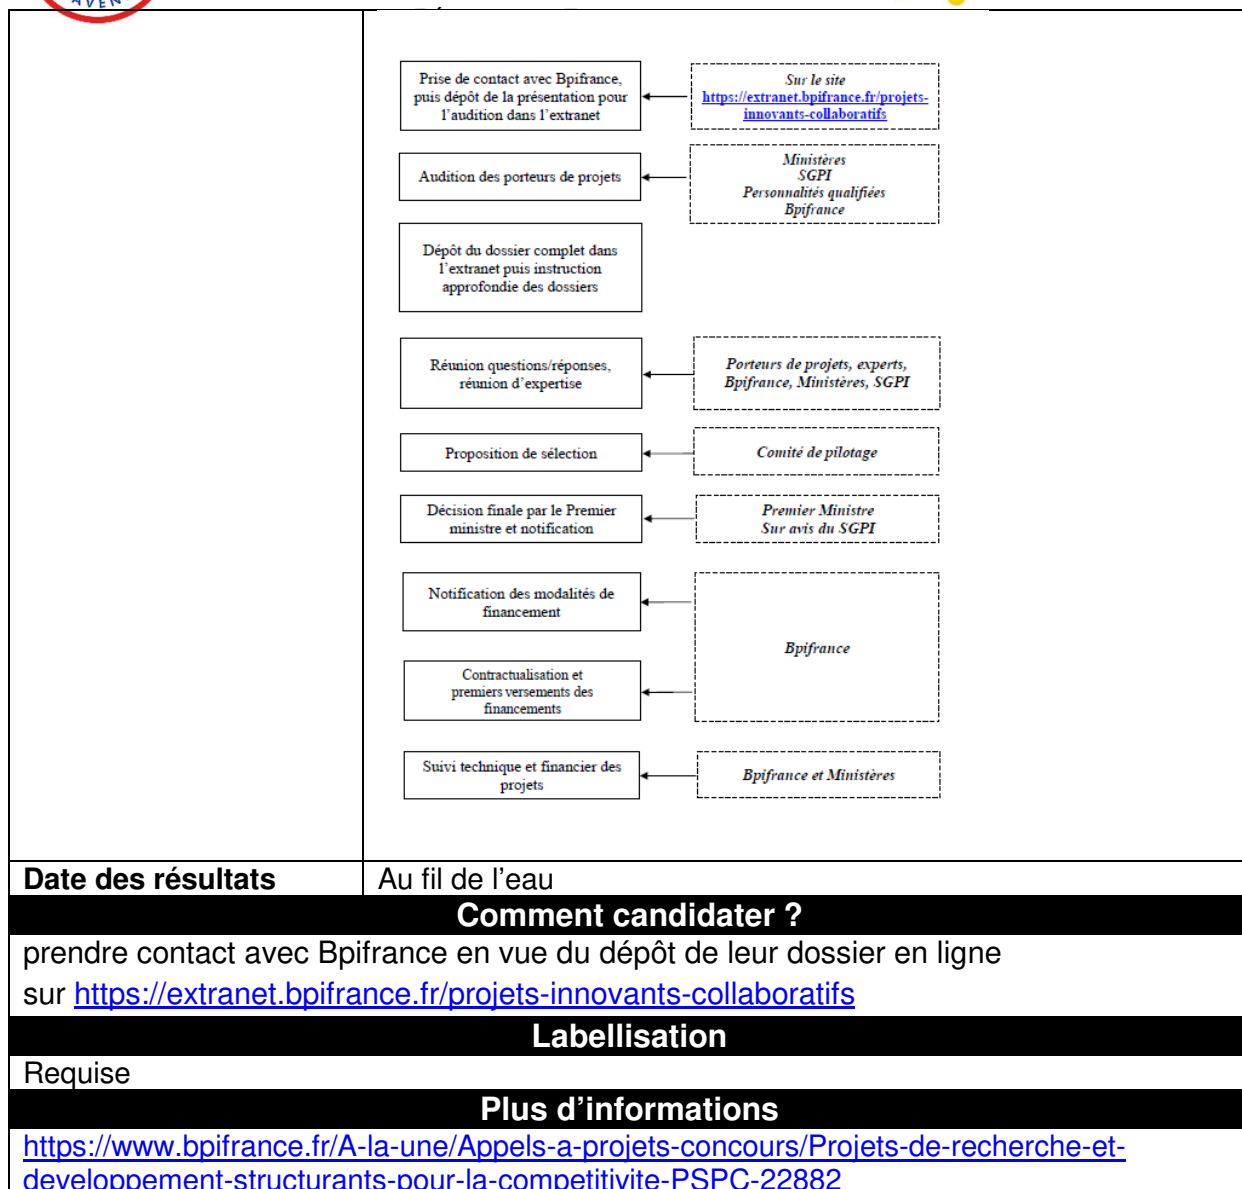 AVEN
Prise de contact avec Bpifrance,
puis dépôt de la présentation pour
l’audition dans l’extranet
Sur le site
https://extranet.bpifrance.fr/projets-
innovants-collaboratifs
Audition des porteurs de projets
Ministères
SGPI
Personnalités qualifiées
Bpifrance
Dépôt du dossier complet dans
l’extranet puis instruction
approfondie des dossiers
Réunion questions/réponses,
réunion d’expertise
Porteurs de projets, experts,
Bpifrance, Ministères, SGPI
Proposition de sélection
Comité de pilotage
Décision finale par le Premier
ministre et notification
Premier Ministre
Sur avis du SGPI
Notification des modalités de
financement
Bpifrance
Contractualisation et
premiers versements des
financements
Suivi technique et financier des
projets
Bpifrance et Ministères
Date des résultats
Au fil de l’eau
Comment candidater ?
prendre contact avec Bpifrance en vue du dépôt de leur dossier en ligne
sur https://extranet.bpifrance.fr/projets-innovants-collaboratifs
Labellisation
Requise
Plus d’informations
https://www.bpifrance.fr/A-la-une/Appels-a-projets-concours/Projets-de-recherche-et-
developpement-structurants-pour-la-competitivite-PSPC-22882